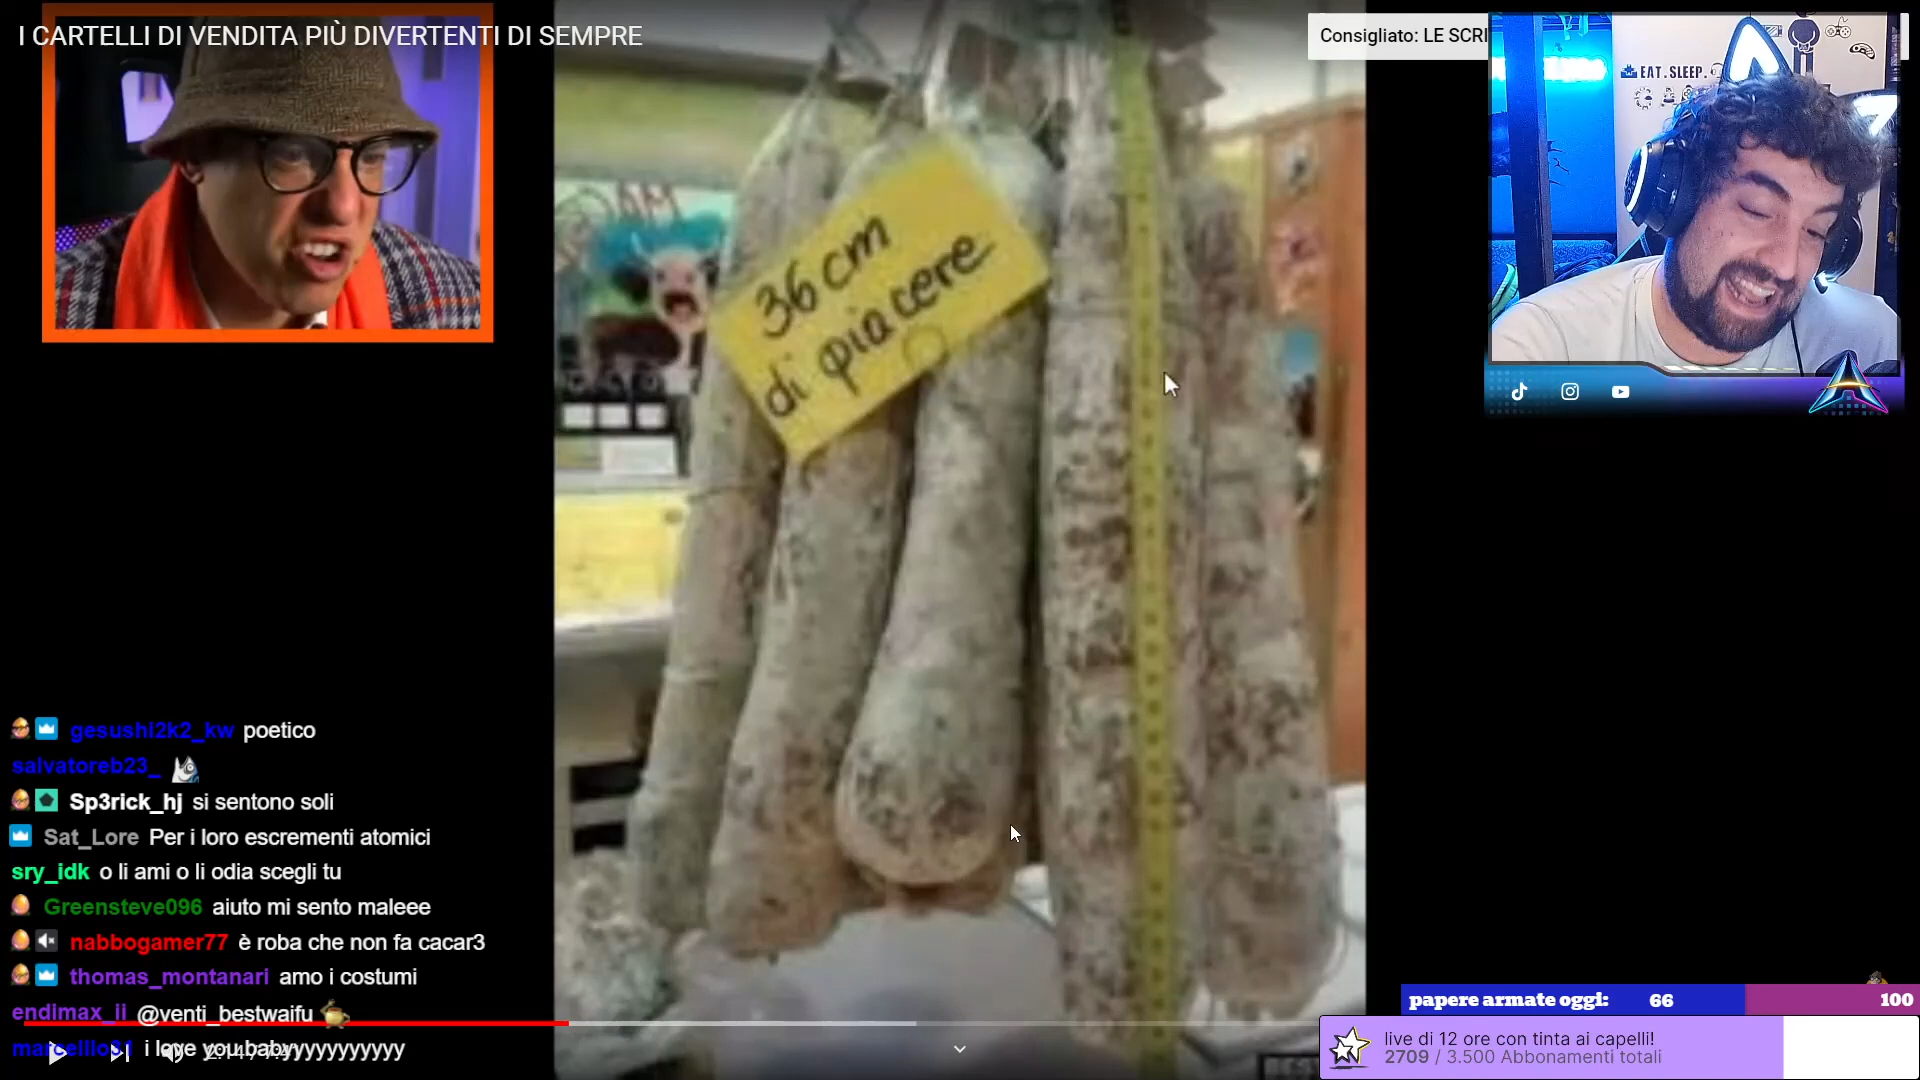 I CARTELLI DI VENDITA PIÙ DIVERTENTI DI SEMPRE
Consigliato: LE SCRI
EAT.SLEEP.
36 cm
di piacere
gesushi2k2_kw poetico
salvatoreb23_
Sp3rick_hj si sentono soli
Sat_Lore Per i loro escrementi atomici
sry_idk o li ami o li odia scegli tu
Greensteve096 aiuto mi sento maleee
nabbogamer77 è roba che non fa cacar3
thomas_montanari amo i costumi
endimax_ii @venti_bestwaifu
i love you babyyyyyyyyyyyy
papere armate oggi: 66 100
live di 12 ore con tinta ai capelli!
2709 / 3.500 Abbonamenti totali